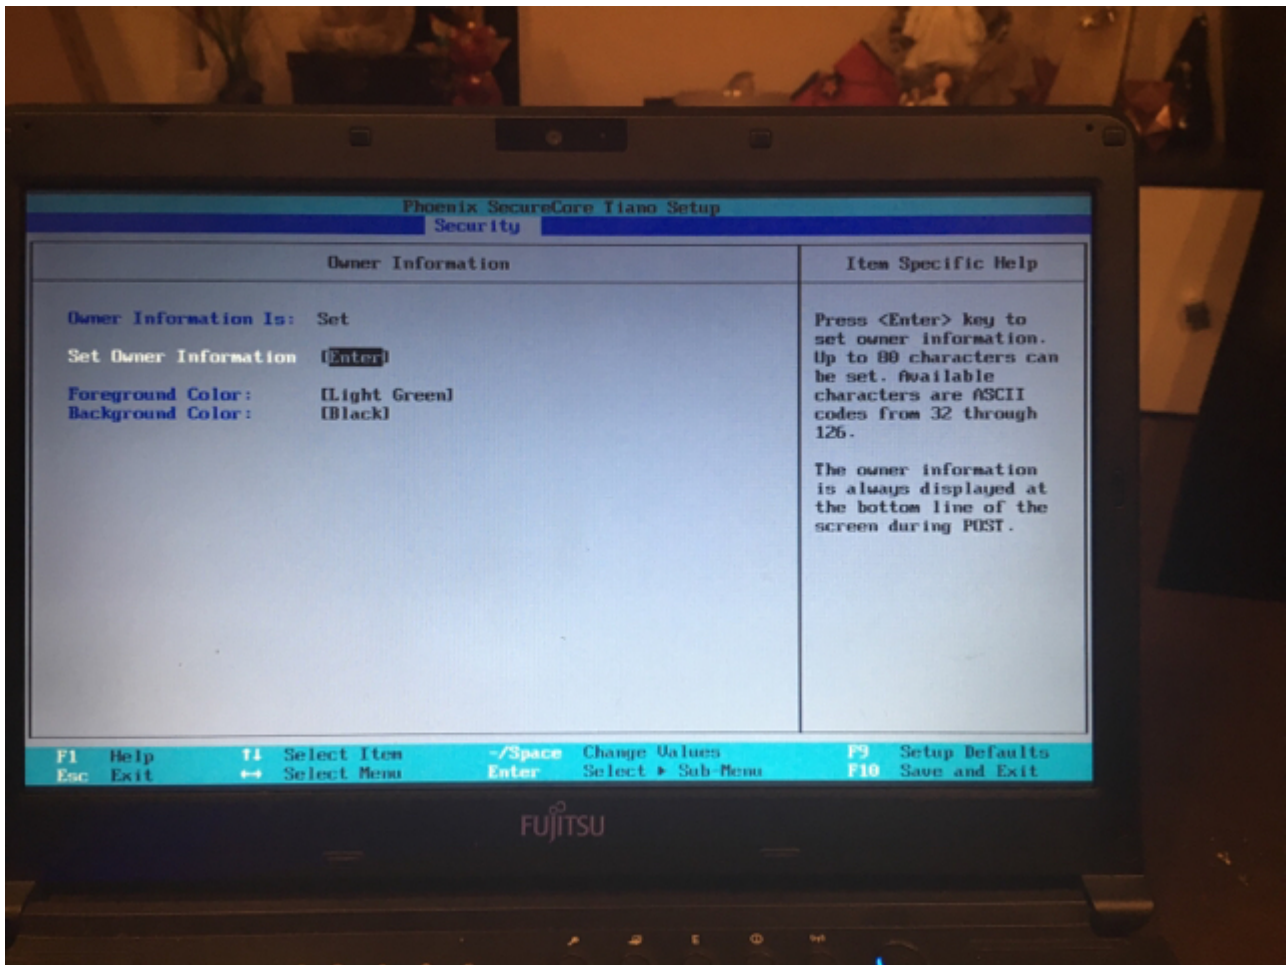 Phoenix SecureCore Tiano Setup
Security
Owner Information
Owner Information Is: Set
Set Owner Information [Enter]
Foreground Color: [Light Green]
Background Color: [Black]
Item Specific Help
Press <Enter> key to
set owner information.
Up to 80 characters can
be set. Available
characters are ASCII
codes from 32 through
126.
The owner information
is always displayed at
the bottom line of the
screen during POST.
F1 Help ↑↓ Select Item -/Space Change Values F9 Setup Defaults
Esc Exit ↔ Select Menu Enter Select ▶ Sub-Menu F10 Save and Exit
FUJITSU